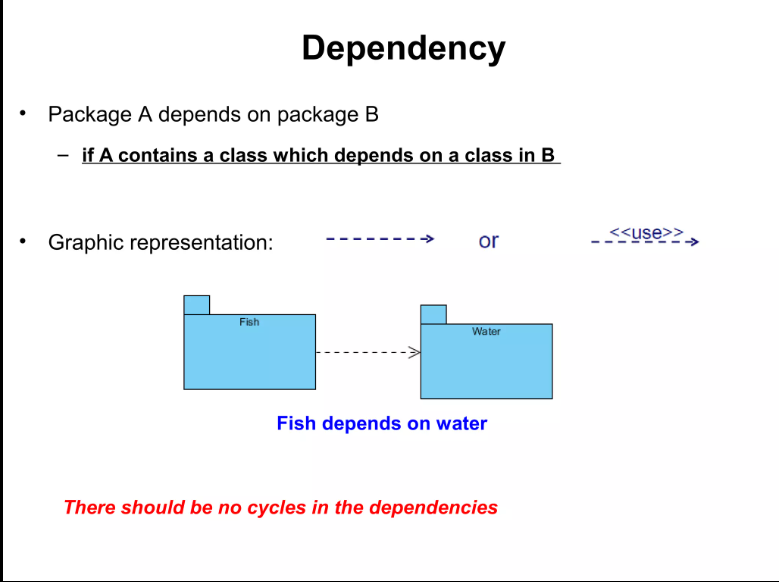 Dependency
• Package A depends on package B
– if A contains a class which depends on a class in B
• Graphic representation: or <<use>>
Fish
Water
Fish depends on water
There should be no cycles in the dependencies